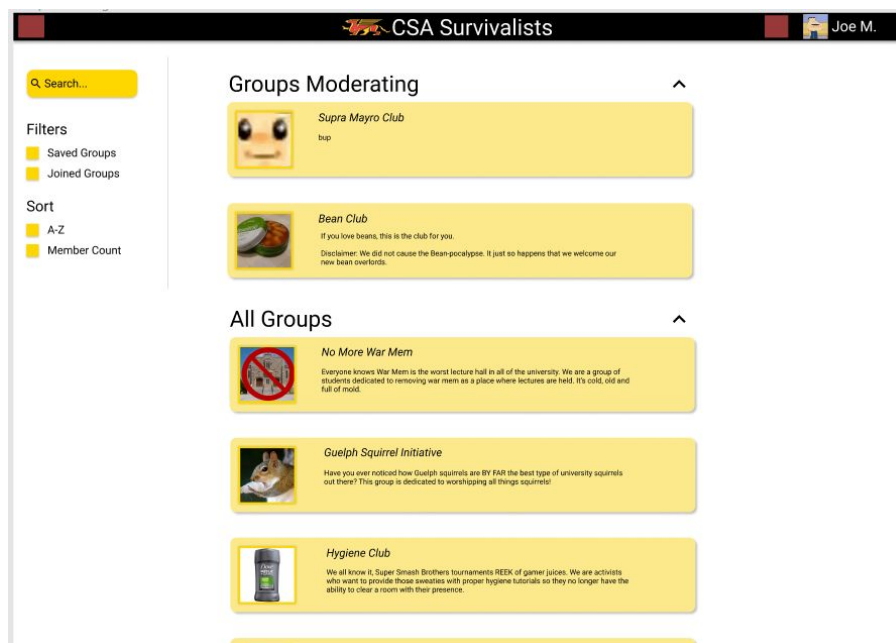 CSA Survivalists
Joe M.
Search...
Filters
Saved Groups
Joined Groups
Sort
A-Z
Member Count
Groups Moderating
Supra Mayro Club
bup
Bean Club
If you love beans, this is the club for you.
Disclaimer: We did not cause the Bean-pocalypse. It just so happens that we welcome our
new bean overlords.
All Groups
No More War Mem
Everyone knows War Mem is the worst lecture hall in all of the university. We are a group of
students dedicated to removing war mem as a place where lectures are held. It's cold, old and
full of mold.
Guelph Squirrel Initiative
Have you ever noticed how Guelph squirrels are BY FAR the best type of university squirrels
out there? This group is dedicated to worshipping all things squirrels!
Hygiene Club
We all know it, Super Smash Brothers tournaments REEK of gamer juices. We are activists
who want to provide those sweaties with proper hygiene tutorials so they no longer have the
ability to clear a room with their presence.